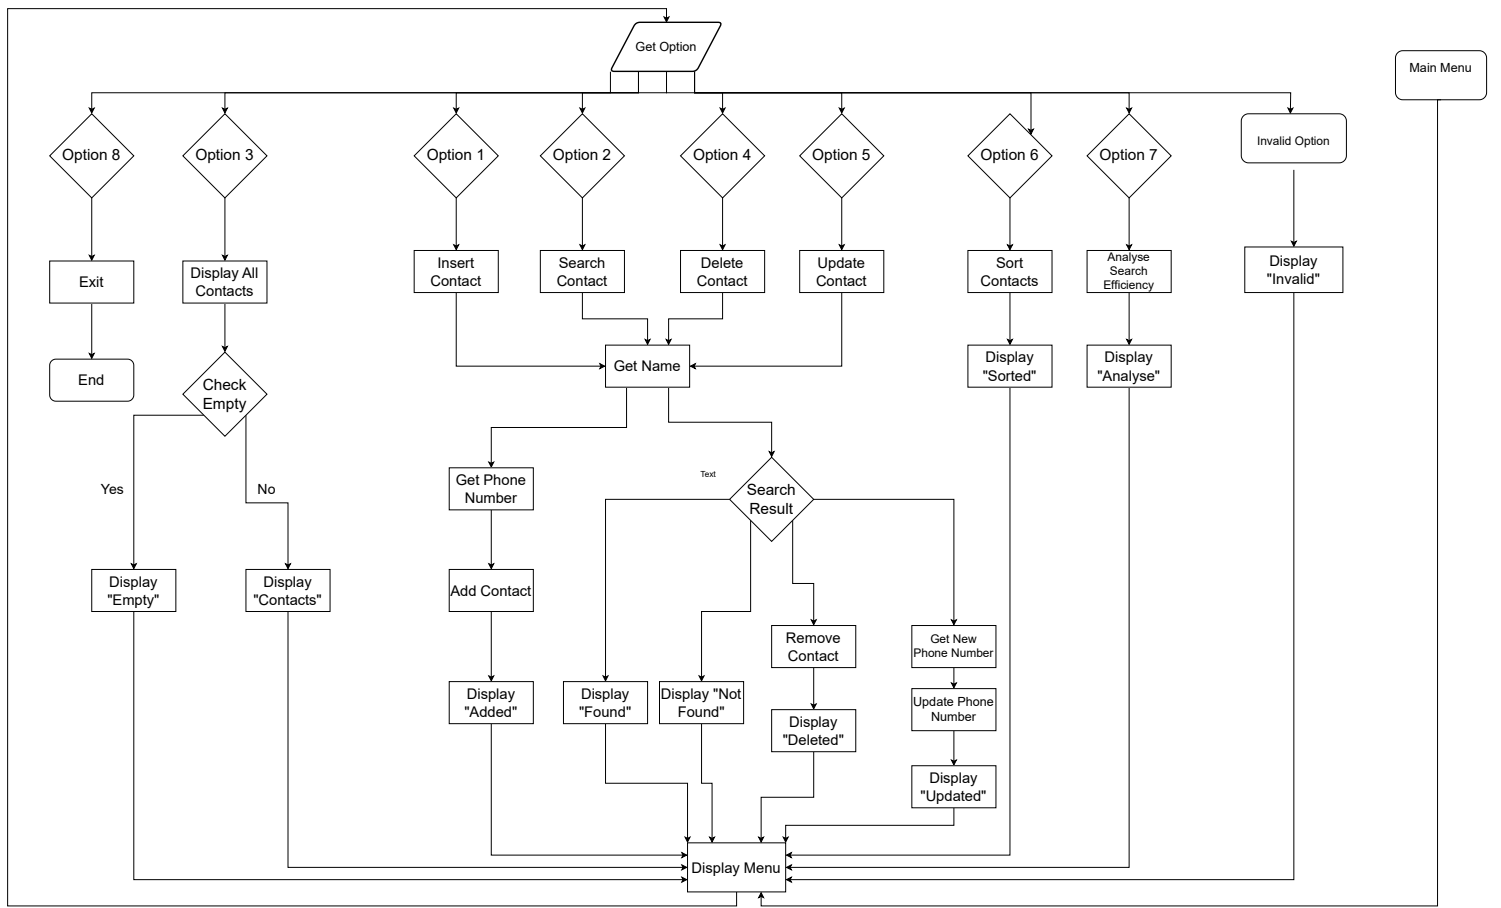 Get Option
Main Menu
Option 8
Option 3
Option 1
Option 2
Option 4
Option 5
Option 6
Option 7
Invalid Option
Exit
Display All
Contacts
Insert
Contact
Search
Contact
Delete
Contact
Update
Contact
Sort
Contacts
Analyse
Search
Efficiency
Display
"Invalid"
End
Check
Empty
Get Name
Display
"Sorted"
Display
"Analyse"
Yes
No
Get Phone
Number
Text
Search
Result
Display
"Empty"
Display
"Contacts"
Add Contact
Remove
Contact
Get New
Phone Number
Display
"Added"
Display
"Found"
Display "Not
Found"
Display
"Deleted"
Update Phone
Number
Display
"Updated"
Display Menu